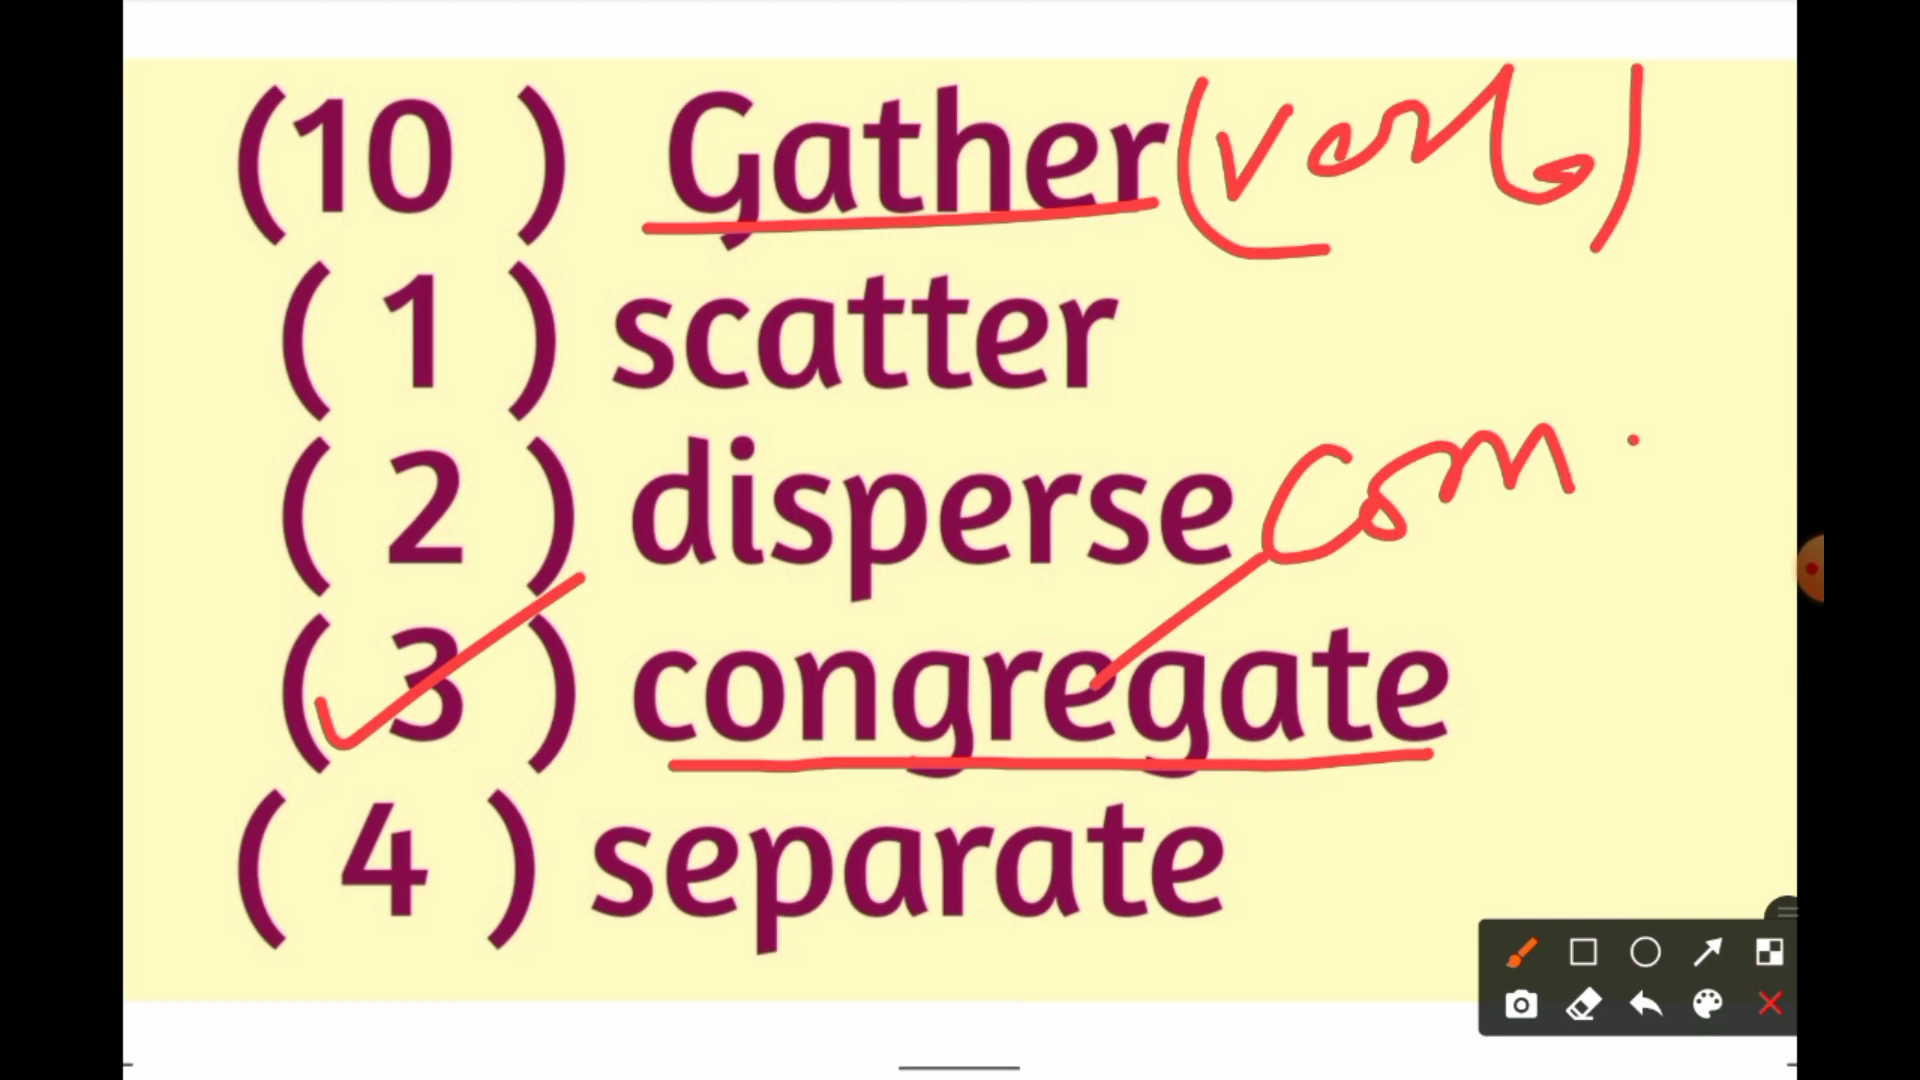 (10 ) Gather (verb)
( 1 ) scatter
( 2 ) disperse com
( 3 ) congregate
( 4 ) separate